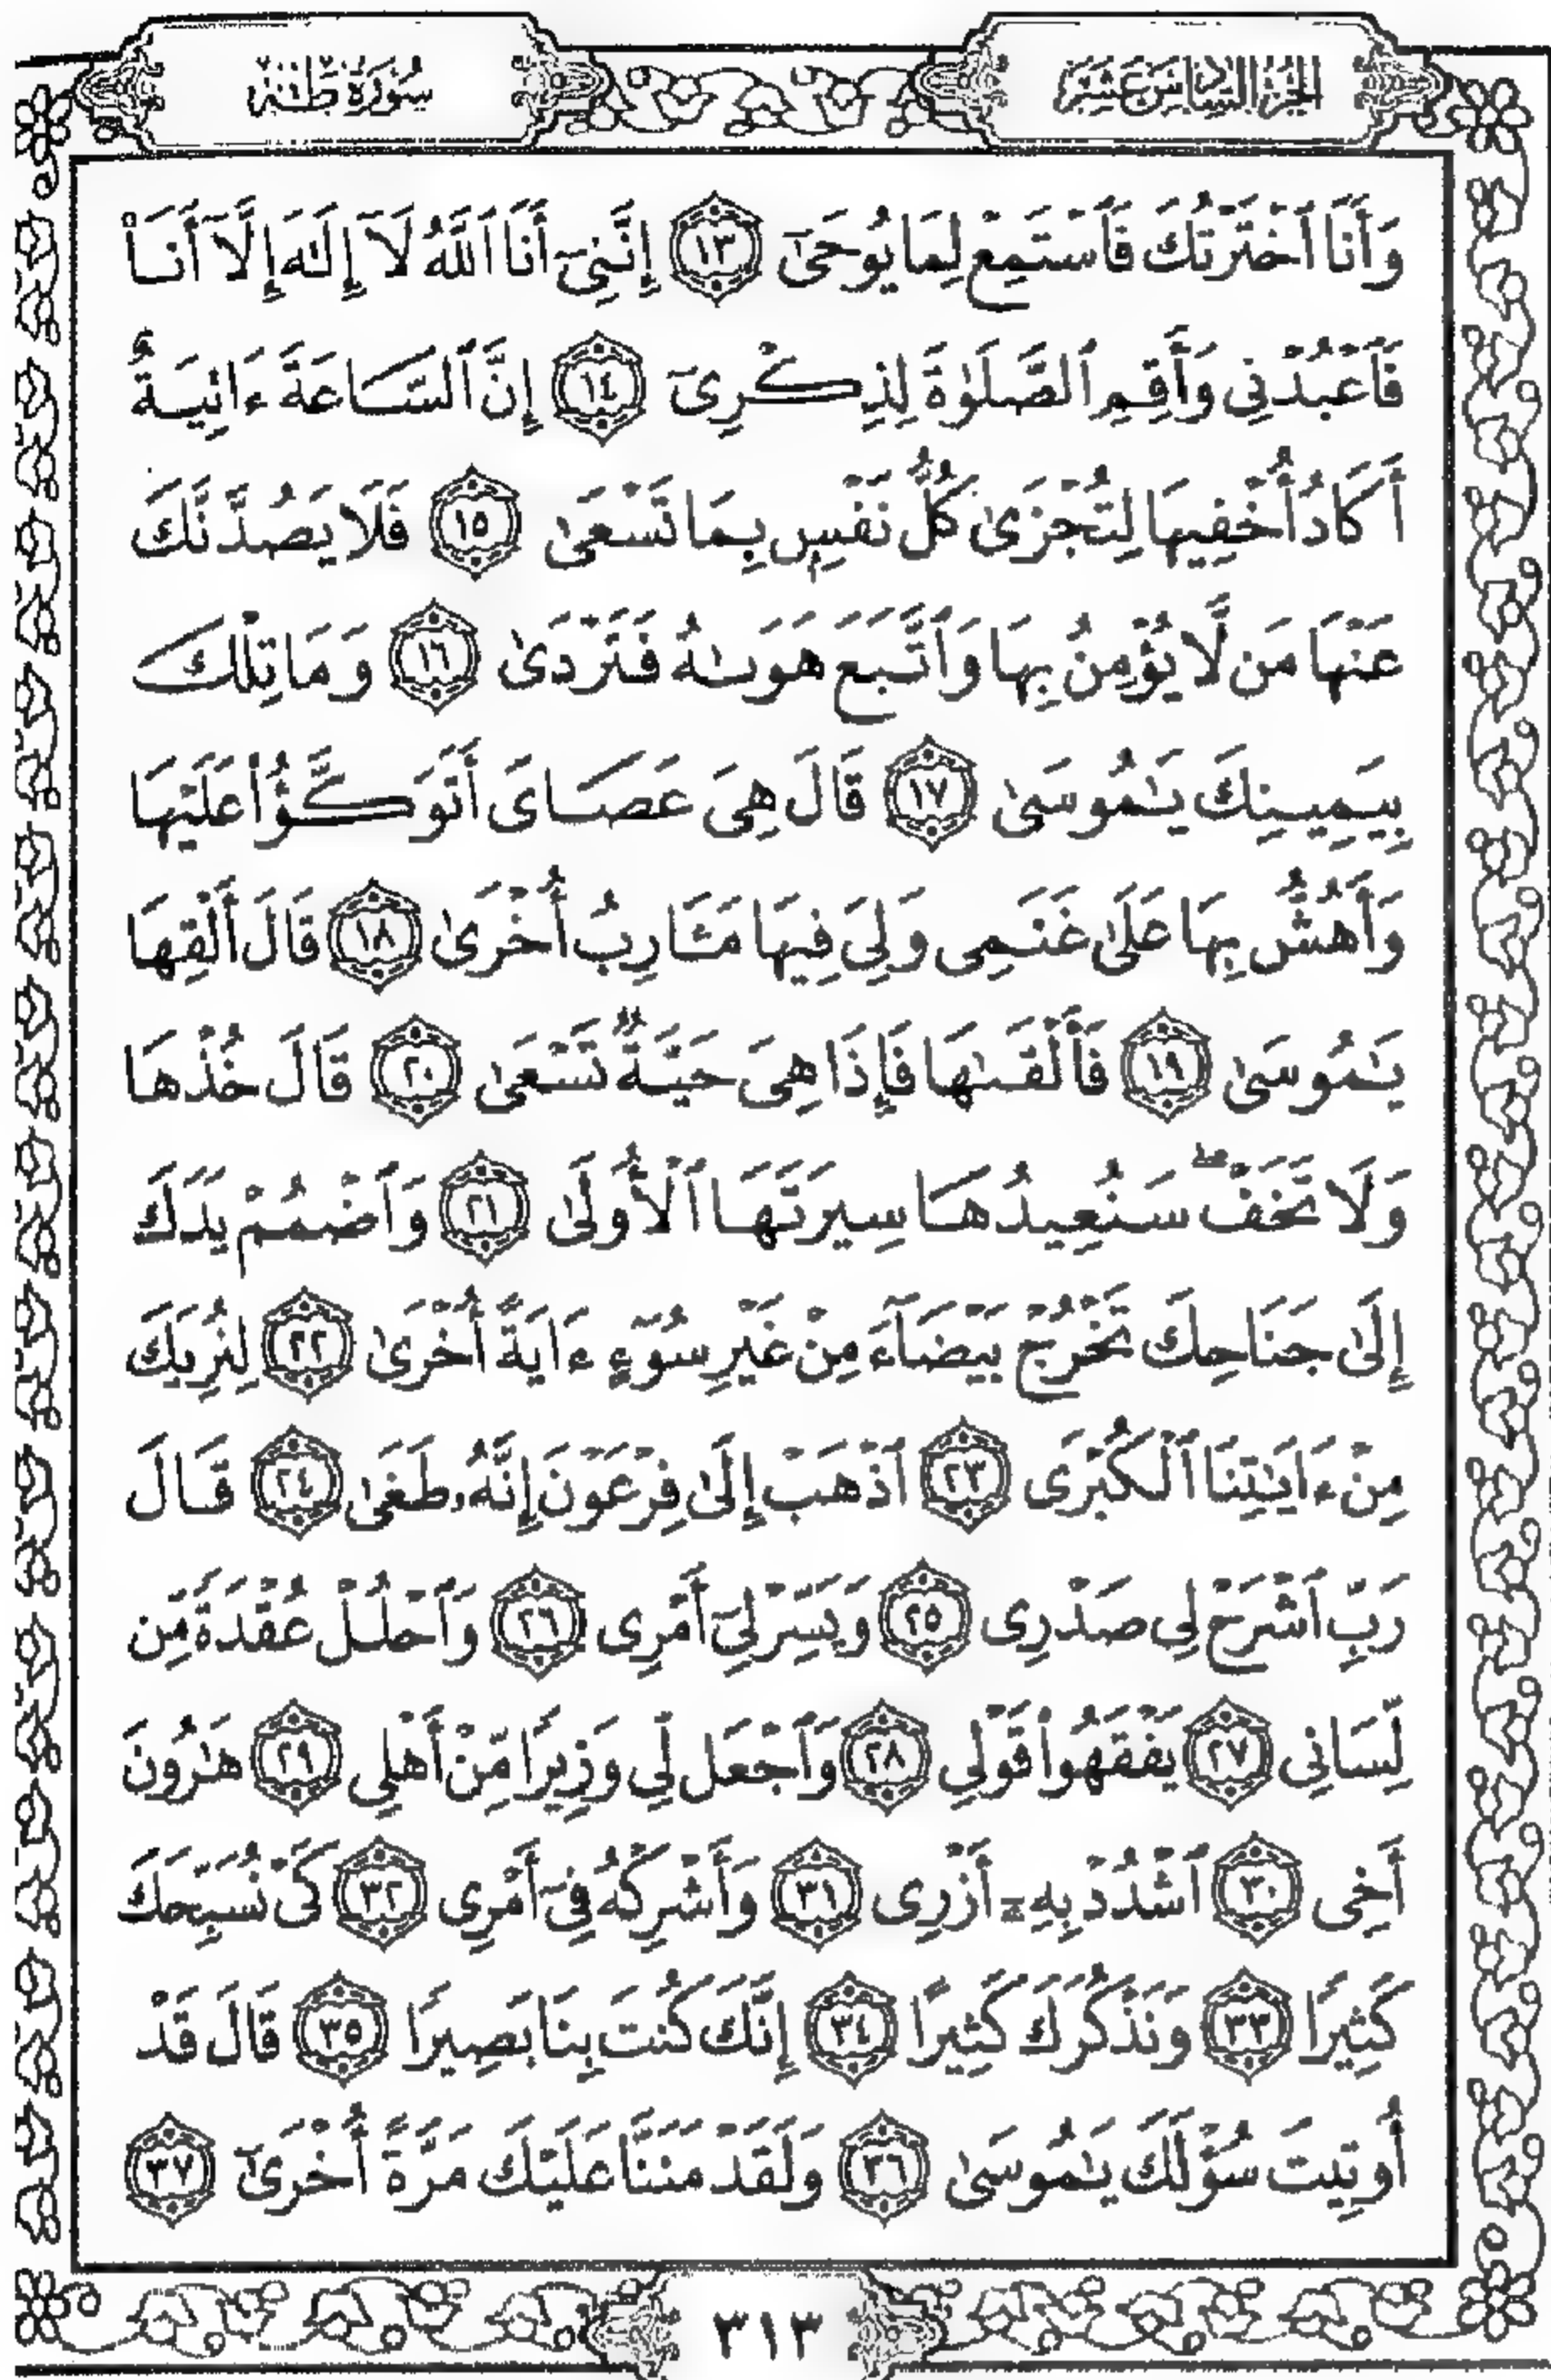 الجزء السادس عشر
سورة طه
وَأَنَا ٱخْتَرْتُكَ فَٱسْتَمِعْ لِمَا يُوحَىٰٓ ١٣ إِنَّنِىٓ أَنَا ٱللَّهُ لَآ إِلَٰهَ إِلَّآ أَنَا۠
فَٱعْبُدْنِى وَأَقِمِ ٱلصَّلَوٰةَ لِذِكْرِىٓ ١٤ إِنَّ ٱلسَّاعَةَ ءَاتِيَةٌ
أَكَادُ أُخْفِيهَا لِتُجْزَىٰ كُلُّ نَفْسٍۭ بِمَا تَسْعَىٰ ١٥ فَلَا يَصُدَّنَّكَ
عَنْهَا مَن لَّا يُؤْمِنُ بِهَا وَٱتَّبَعَ هَوَىٰهُ فَتَرْدَىٰ ١٦ وَمَا تِلْكَ
بِيَمِينِكَ يَٰمُوسَىٰ ١٧ قَالَ هِىَ عَصَاىَ أَتَوَكَّؤُا۟ عَلَيْهَا
وَأَهُشُّ بِهَا عَلَىٰ غَنَمِى وَلِىَ فِيهَا مَـَٔارِبُ أُخْرَىٰ ١٨ قَالَ أَلْقِهَا
يَٰمُوسَىٰ ١٩ فَأَلْقَىٰهَا فَإِذَا هِىَ حَيَّةٌ تَسْعَىٰ ٢٠ قَالَ خُذْهَا
وَلَا تَخَفْ ۖ سَنُعِيدُهَا سِيرَتَهَا ٱلْأُولَىٰ ٢١ وَٱضْمُمْ يَدَكَ
إِلَىٰ جَنَاحِكَ تَخْرُجْ بَيْضَآءَ مِنْ غَيْرِ سُوٓءٍ ءَايَةً أُخْرَىٰ ٢٢ لِنُرِيَكَ
مِنْ ءَايَٰتِنَا ٱلْكُبْرَى ٢٣ ٱذْهَبْ إِلَىٰ فِرْعَوْنَ إِنَّهُۥ طَغَىٰ ٢٤ قَالَ
رَبِّ ٱشْرَحْ لِى صَدْرِى ٢٥ وَيَسِّرْ لِىٓ أَمْرِى ٢٦ وَٱحْلُلْ عُقْدَةً مِّن
لِّسَانِى ٢٧ يَفْقَهُوا۟ قَوْلِى ٢٨ وَٱجْعَل لِّى وَزِيرًا مِّنْ أَهْلِى ٢٩ هَٰرُونَ
أَخِى ٣٠ ٱشْدُدْ بِهِۦٓ أَزْرِى ٣١ وَأَشْرِكْهُ فِىٓ أَمْرِى ٣٢ كَىْ نُسَبِّحَكَ
كَثِيرًا ٣٣ وَنَذْكُرَكَ كَثِيرًا ٣٤ إِنَّكَ كُنتَ بِنَا بَصِيرًا ٣٥ قَالَ قَدْ
أُوتِيتَ سُؤْلَكَ يَٰمُوسَىٰ ٣٦ وَلَقَدْ مَنَنَّا عَلَيْكَ مَرَّةً أُخْرَىٰٓ ٣٧
٣١٣